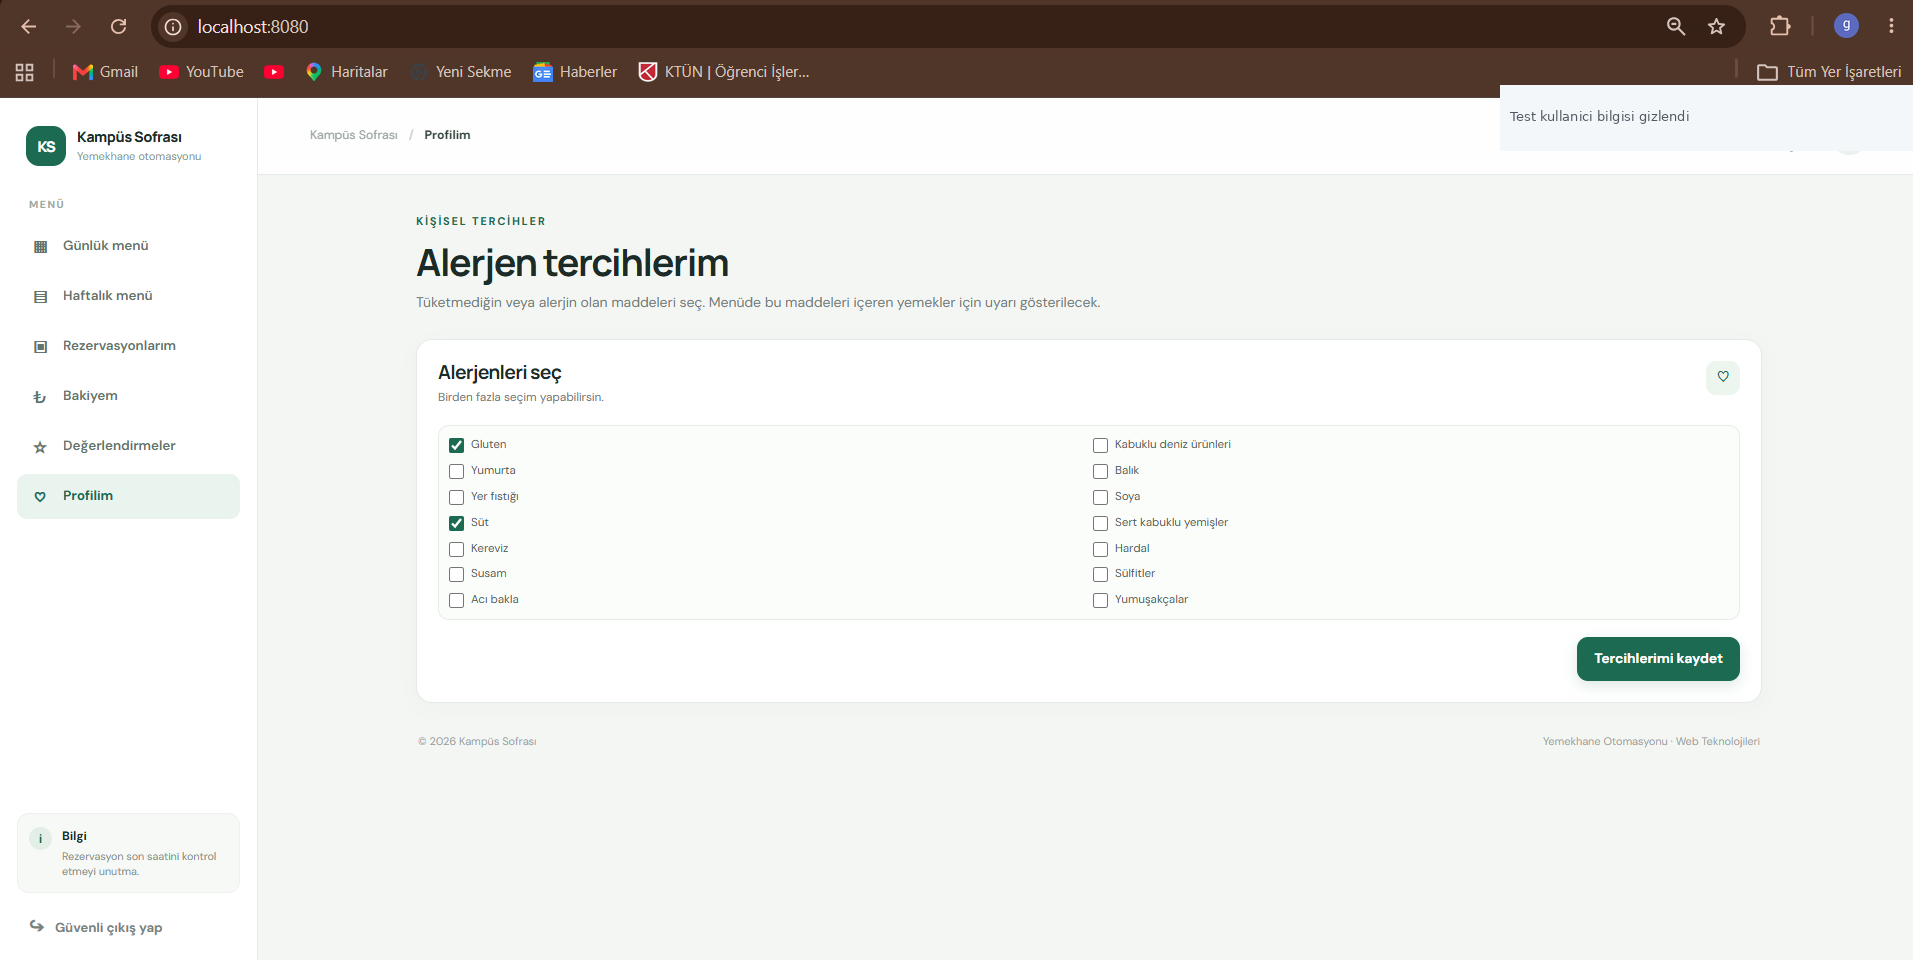 localhost:8080
g
Gmail
YouTube
Haritalar
Yeni Sekme
Haberler
KTÜN | Öğrenci İşler...
Tüm Yer İşaretleri
KS
Kampüs Sofrası
Yemekhane otomasyonu
Kampüs Sofrası / Profilim
Test kullanici bilgisi gizlendi
MENÜ
Günlük menü
Haftalık menü
Rezervasyonlarım
Bakiyem
Değerlendirmeler
Profilim
KİŞİSEL TERCİHLER
Alerjen tercihlerim
Tüketmediğin veya alerjin olan maddeleri seç. Menüde bu maddeleri içeren yemekler için uyarı gösterilecek.
Alerjenleri seç
Birden fazla seçim yapabilirsin.
Gluten
Kabuklu deniz ürünleri
Yumurta
Balık
Yer fıstığı
Soya
Süt
Sert kabuklu yemişler
Kereviz
Hardal
Susam
Sülfitler
Acı bakla
Yumuşakçalar
Tercihlerimi kaydet
© 2026 Kampüs Sofrası
Yemekhane Otomasyonu · Web Teknolojileri
i
Bilgi
Rezervasyon son saatini kontrol
etmeyi unutma.
Güvenli çıkış yap